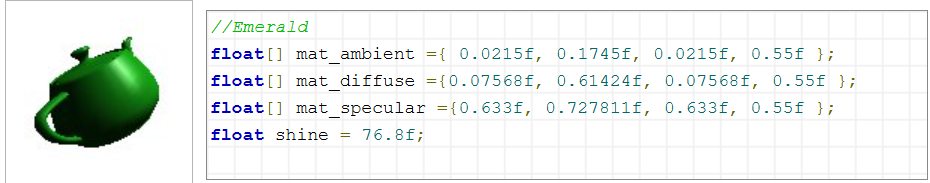 //Emerald
float[] mat_ambient ={ 0.0215f, 0.1745f, 0.0215f, 0.55f };
float[] mat_diffuse ={0.07568f, 0.61424f, 0.07568f, 0.55f };
float[] mat_specular ={0.633f, 0.727811f, 0.633f, 0.55f };
float shine = 76.8f;